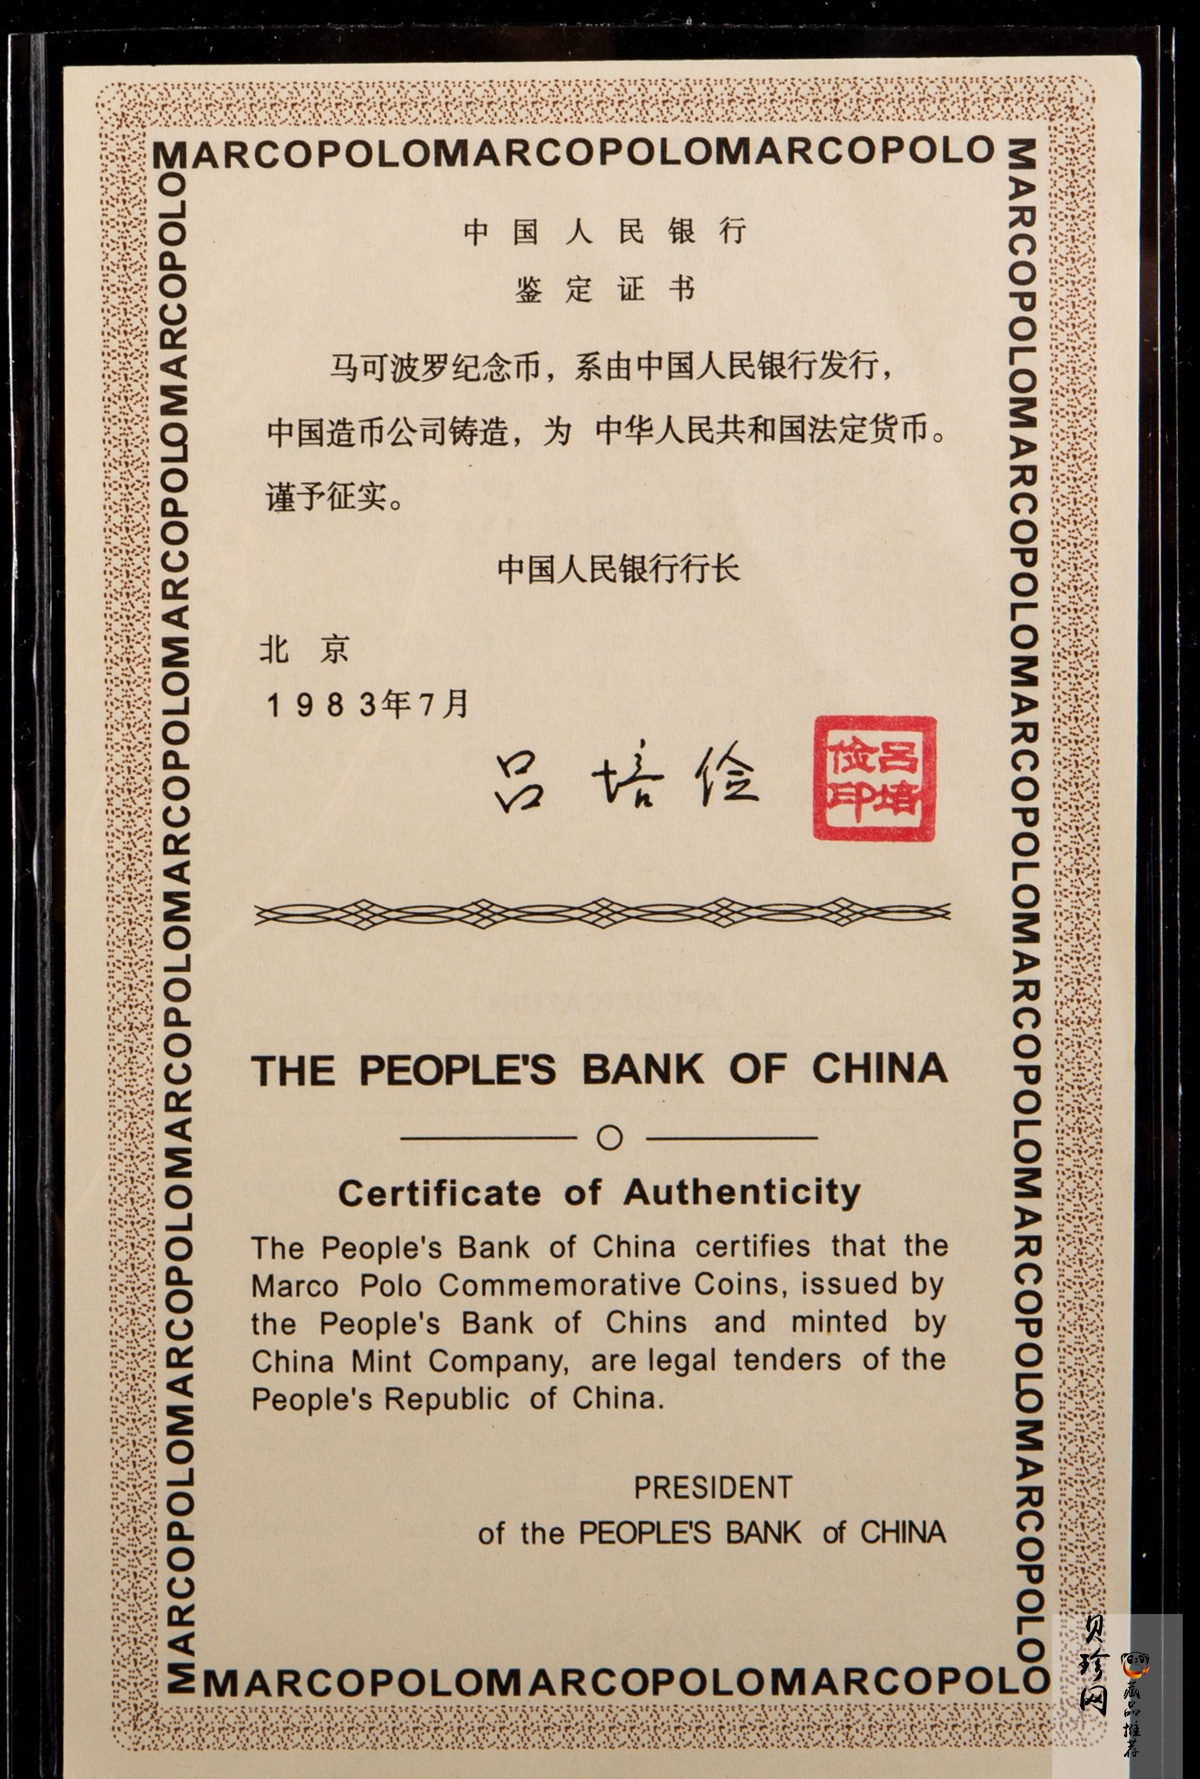 MARCOPOLOMARCOPOLOMARCOPOLO
MARCOPOLOMARCOPOLOMARCOPOLOMARCOPOLOMARCOPOLOMARCOPOLO
MARCOPOLOMARCOPOLOMARCOPOLOMARCOPOLOMARCOPOLOMARCOPOLO
中国人民银行
鉴定证书
马可波罗纪念币，系由中国人民银行发行，
中国造币公司铸造，为 中华人民共和国法定货币。
谨予征实。
中国人民银行行长
北 京
1983年7月
吕培俭
吕培俭印
THE PEOPLE'S BANK OF CHINA
Certificate of Authenticity
The People's Bank of China certifies that the
Marco Polo Commemorative Coins, issued by
the People's Bank of Chins and minted by
China Mint Company, are legal tenders of the
People's Republic of China.
PRESIDENT
of the PEOPLE'S BANK of CHINA
MARCOPOLOMARCOPOLOMARCOPOLO
贝珍网
藏品推荐